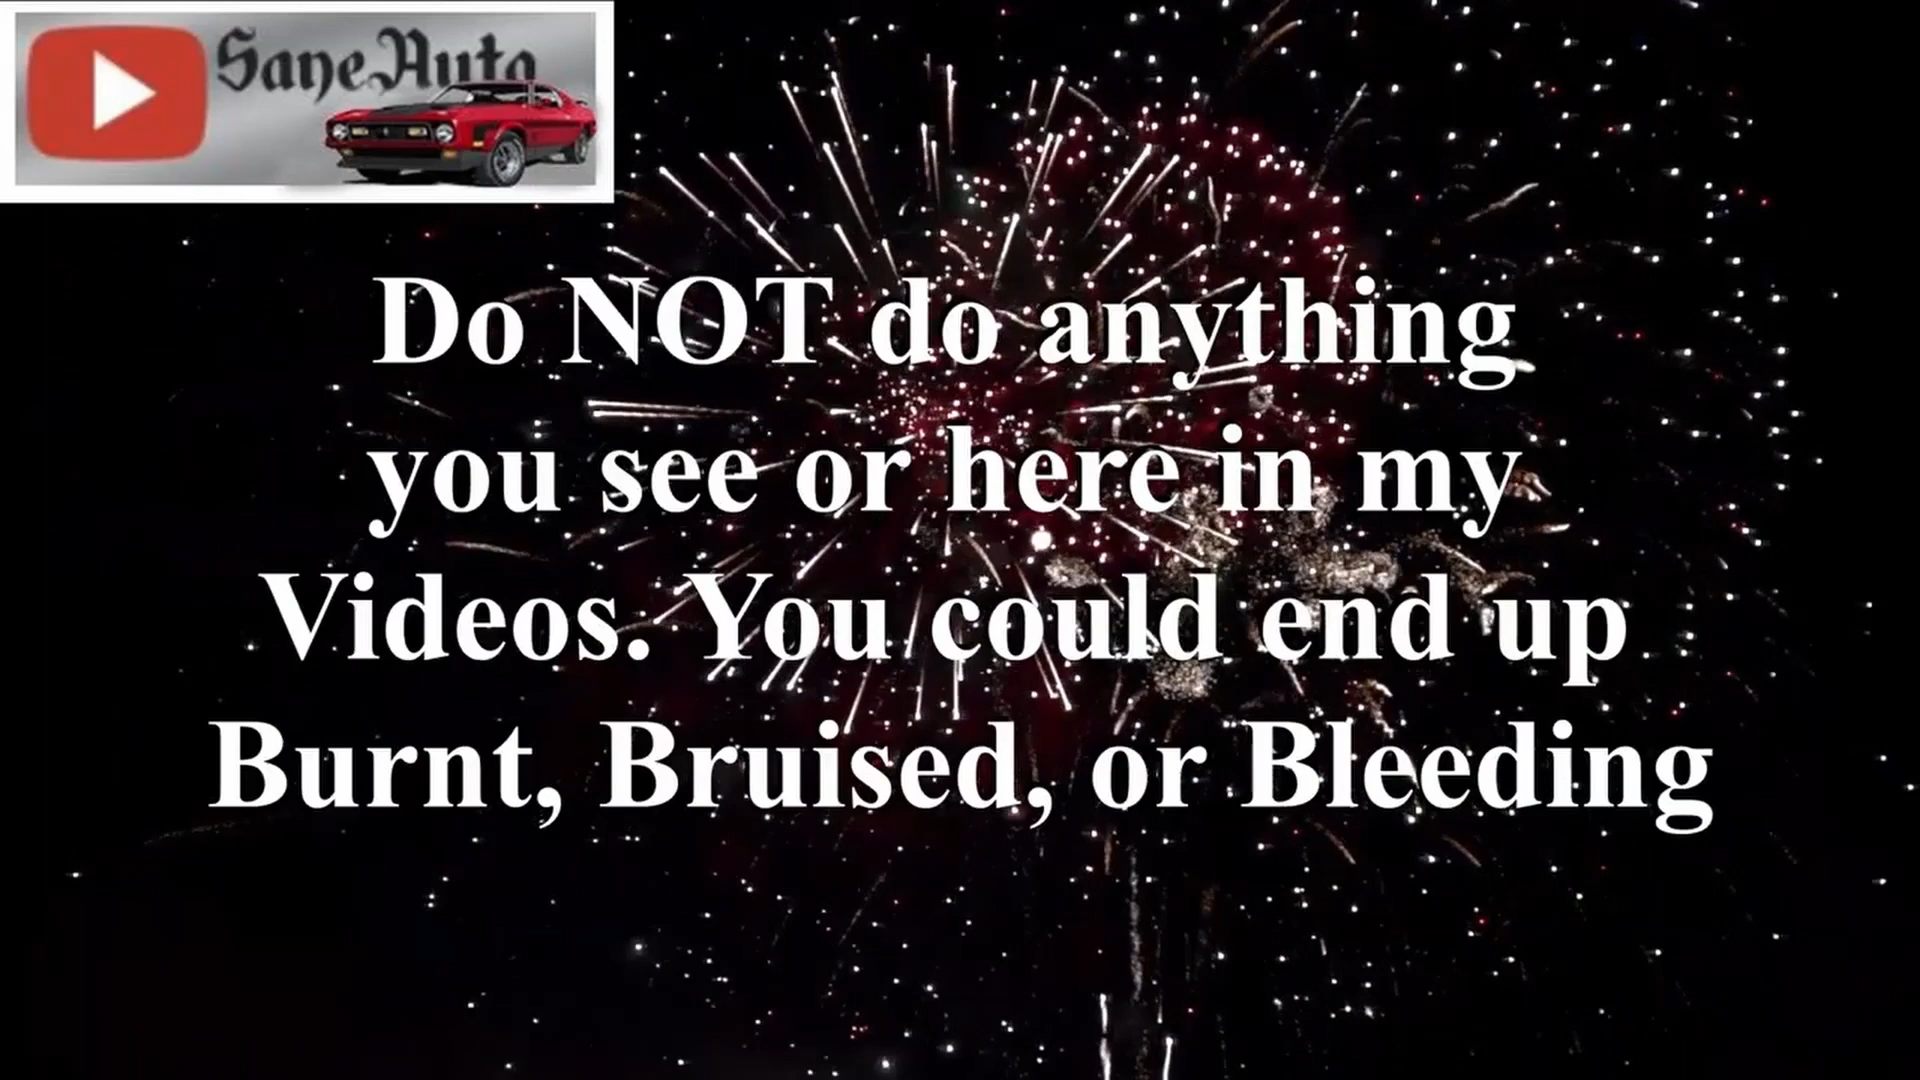 SaneAuto
Do NOT do anything
you see or here in my
Videos. You could end up
Burnt, Bruised, or Bleeding